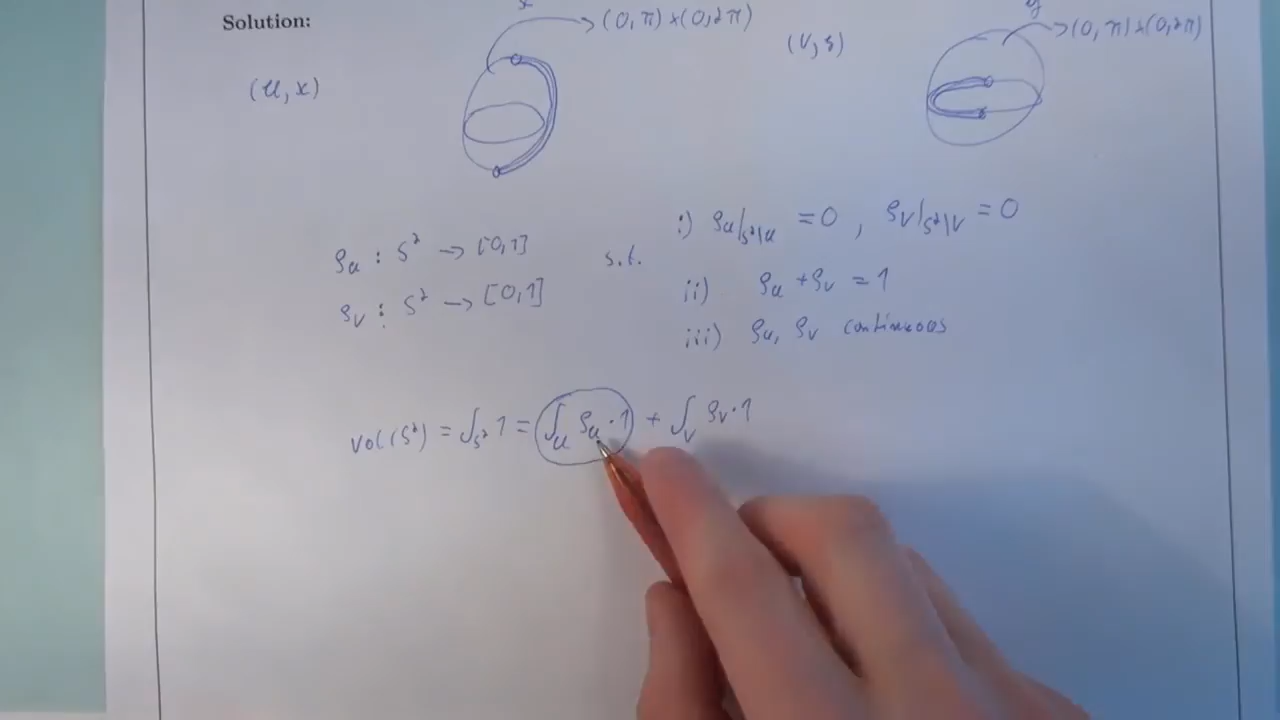 x y
Solution: → (0, π) × (0, 2π) → (0, π) × (0, 2π)
(U, x) (V, y)
ρ_U : S² → [0,1] s.t. i) ρ_U|_{S²\U} = 0 , ρ_V|_{S²\V} = 0
ρ_V : S² → [0,1] ii) ρ_U + ρ_V = 1
iii) ρ_U, ρ_V continuous
vol(S²) = ∫_{S²} 1 = ∫_U ρ_U · 1 + ∫_V ρ_V · 1